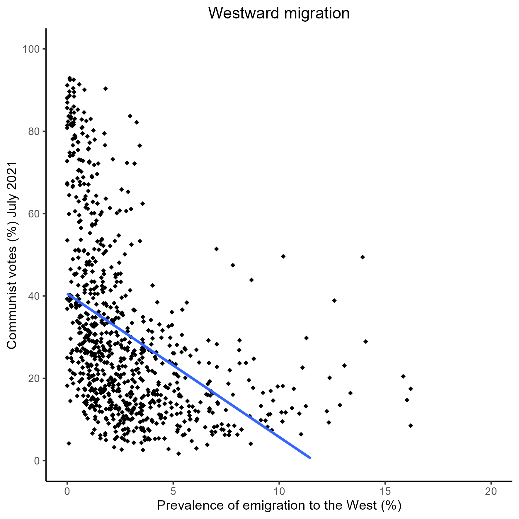 Westward migration
100
80
60
40
20
0
Communist votes (%) July 2021
0 5 10 15 20
Prevalence of emigration to the West (%)